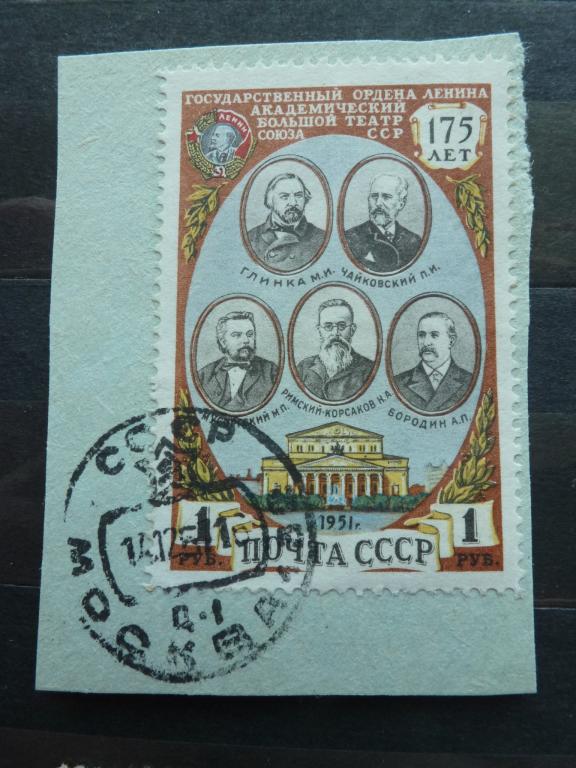 ГОСУДАРСТВЕННЫЙ ОРДЕНА ЛЕНИНА
АКАДЕМИЧЕСКИЙ
БОЛЬШОЙ ТЕАТР
СОЮЗА ССР
ЛЕНИН
175
ЛЕТ
ГЛИНКА М.И.
ЧАЙКОВСКИЙ П.И.
РИМСКИЙ-КОРСАКОВ Н.А.
БОРОДИН А.П.
1951г.
1
РУБ.
ПОЧТА СССР
1
РУБ.
СССР
МОСКВА